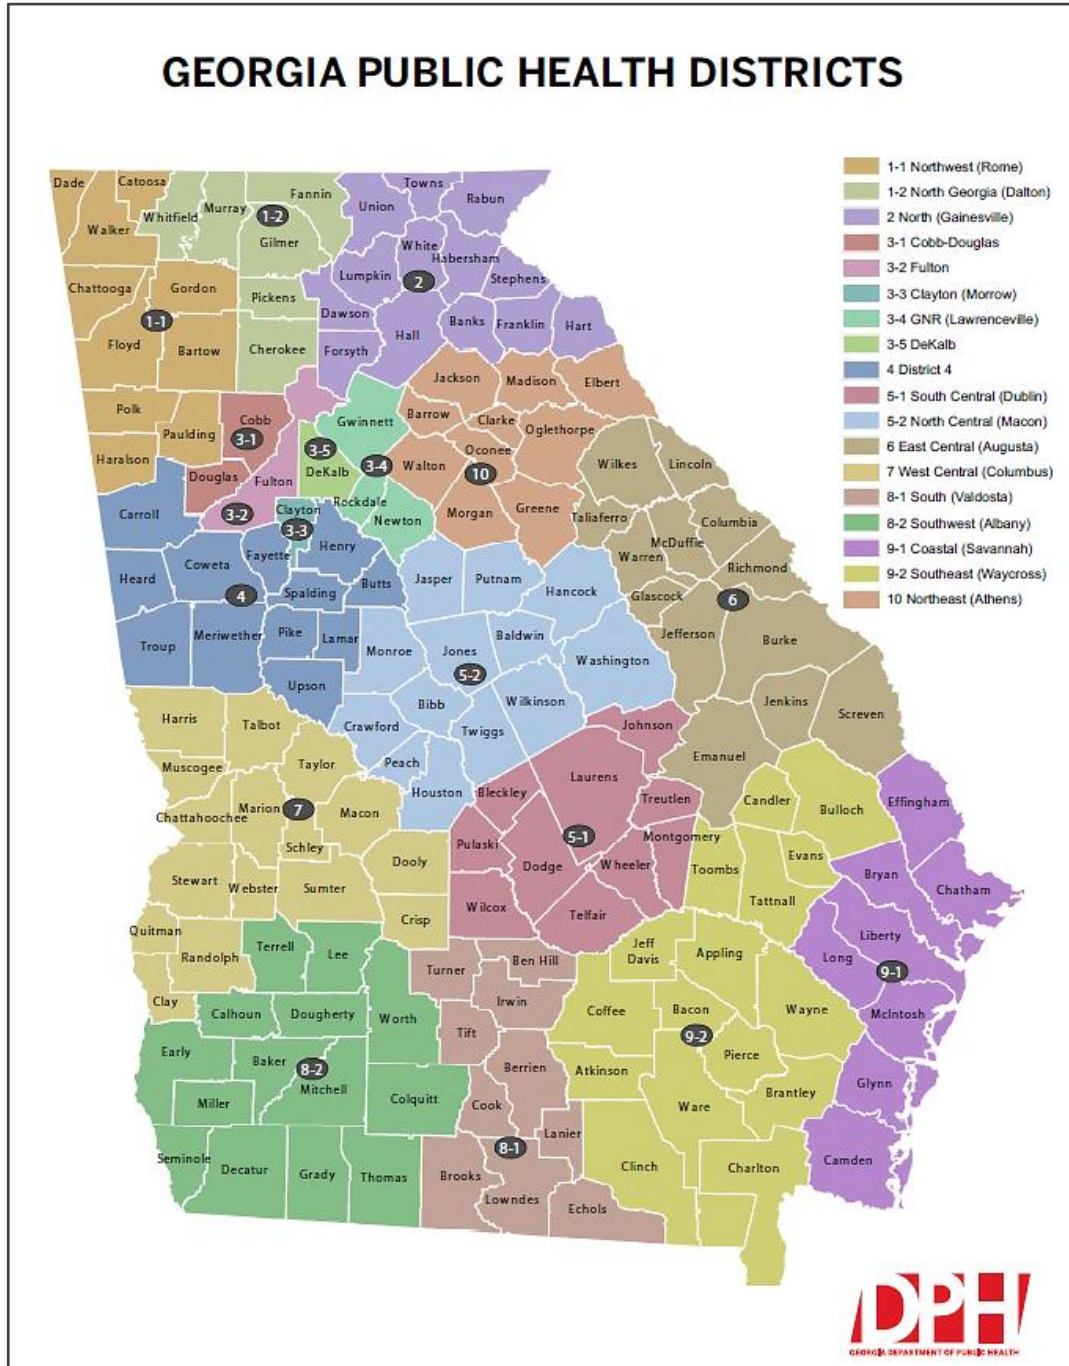 GEORGIA PUBLIC HEALTH DISTRICTS
1-1 Northwest (Rome)
1-2 North Georgia (Dalton)
2 North (Gainesville)
3-1 Cobb-Douglas
3-2 Fulton
3-3 Clayton (Morrow)
3-4 GNR (Lawrenceville)
3-5 DeKalb
4 District 4
5-1 South Central (Dublin)
5-2 North Central (Macon)
6 East Central (Augusta)
7 West Central (Columbus)
8-1 South (Valdosta)
8-2 Southwest (Albany)
9-1 Coastal (Savannah)
9-2 Southeast (Waycross)
10 Northeast (Athens)
Dade
Catoosa
Walker
Chattooga
Gordon
1-1
Floyd
Bartow
Polk
Paulding
Haralson
Whitfield
Murray
Fannin
1-2
Gilmer
Pickens
Cherokee
Towns
Union
Rabun
White
Habersham
Lumpkin
2
Stephens
Dawson
Forsyth
Hall
Banks
Franklin
Hart
Cobb
3-1
Douglas
Fulton
3-2
Clayton
3-3
Gwinnett
3-4
Rockdale
Newton
3-5
DeKalb
Jackson
Madison
Elbert
Barrow
Clarke
Oglethorpe
Oconee
Walton
10
Morgan
Greene
Carroll
Heard
Coweta
Fayette
Henry
4
Spalding
Butts
Troup
Meriwether
Pike
Lamar
Upson
Jasper
Putnam
Hancock
Monroe
Jones
Baldwin
5-2
Washington
Bibb
Wilkinson
Crawford
Twiggs
Peach
Houston
Wilkes
Lincoln
Taliaferro
Columbia
McDuffie
Warren
Richmond
Glascock
6
Jefferson
Burke
Jenkins
Screven
Emanuel
Harris
Talbot
Muscogee
Taylor
Chattahoochee
Marion
7
Macon
Schley
Dooly
Stewart
Webster
Sumter
Crisp
Quitman
Randolph
Clay
Johnson
Laurens
Bleckley
Treutlen
Pulaski
5-1
Montgomery
Dodge
Wheeler
Wilcox
Telfair
Candler
Bulloch
Evans
Toombs
Tattnall
Jeff
Davis
Appling
Coffee
Bacon
Wayne
9-2
Pierce
Atkinson
Ware
Brantley
Clinch
Charlton
Effingham
Bryan
Chatham
Liberty
Long
9-1
McIntosh
Glynn
Camden
Terrell
Lee
Calhoun
Dougherty
Worth
Early
Baker
8-2
Mitchell
Miller
Colquitt
Seminole
Decatur
Grady
Thomas
Turner
Ben Hill
Irwin
Tift
Berrien
Cook
Lanier
8-1
Brooks
Lowndes
Echols
DPH
GEORGIA DEPARTMENT OF PUBLIC HEALTH